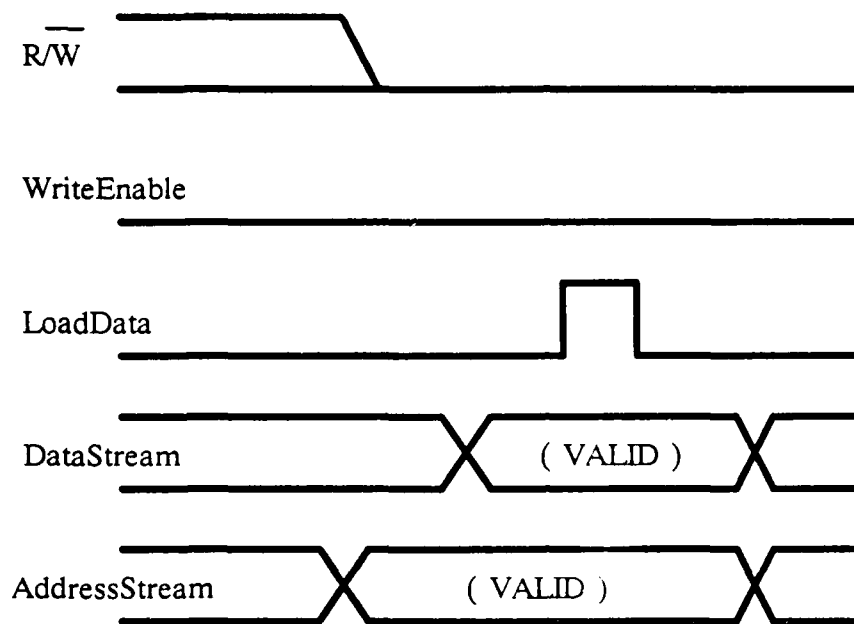 R/W̅
WriteEnable
LoadData
DataStream
( VALID )
AddressStream
( VALID )